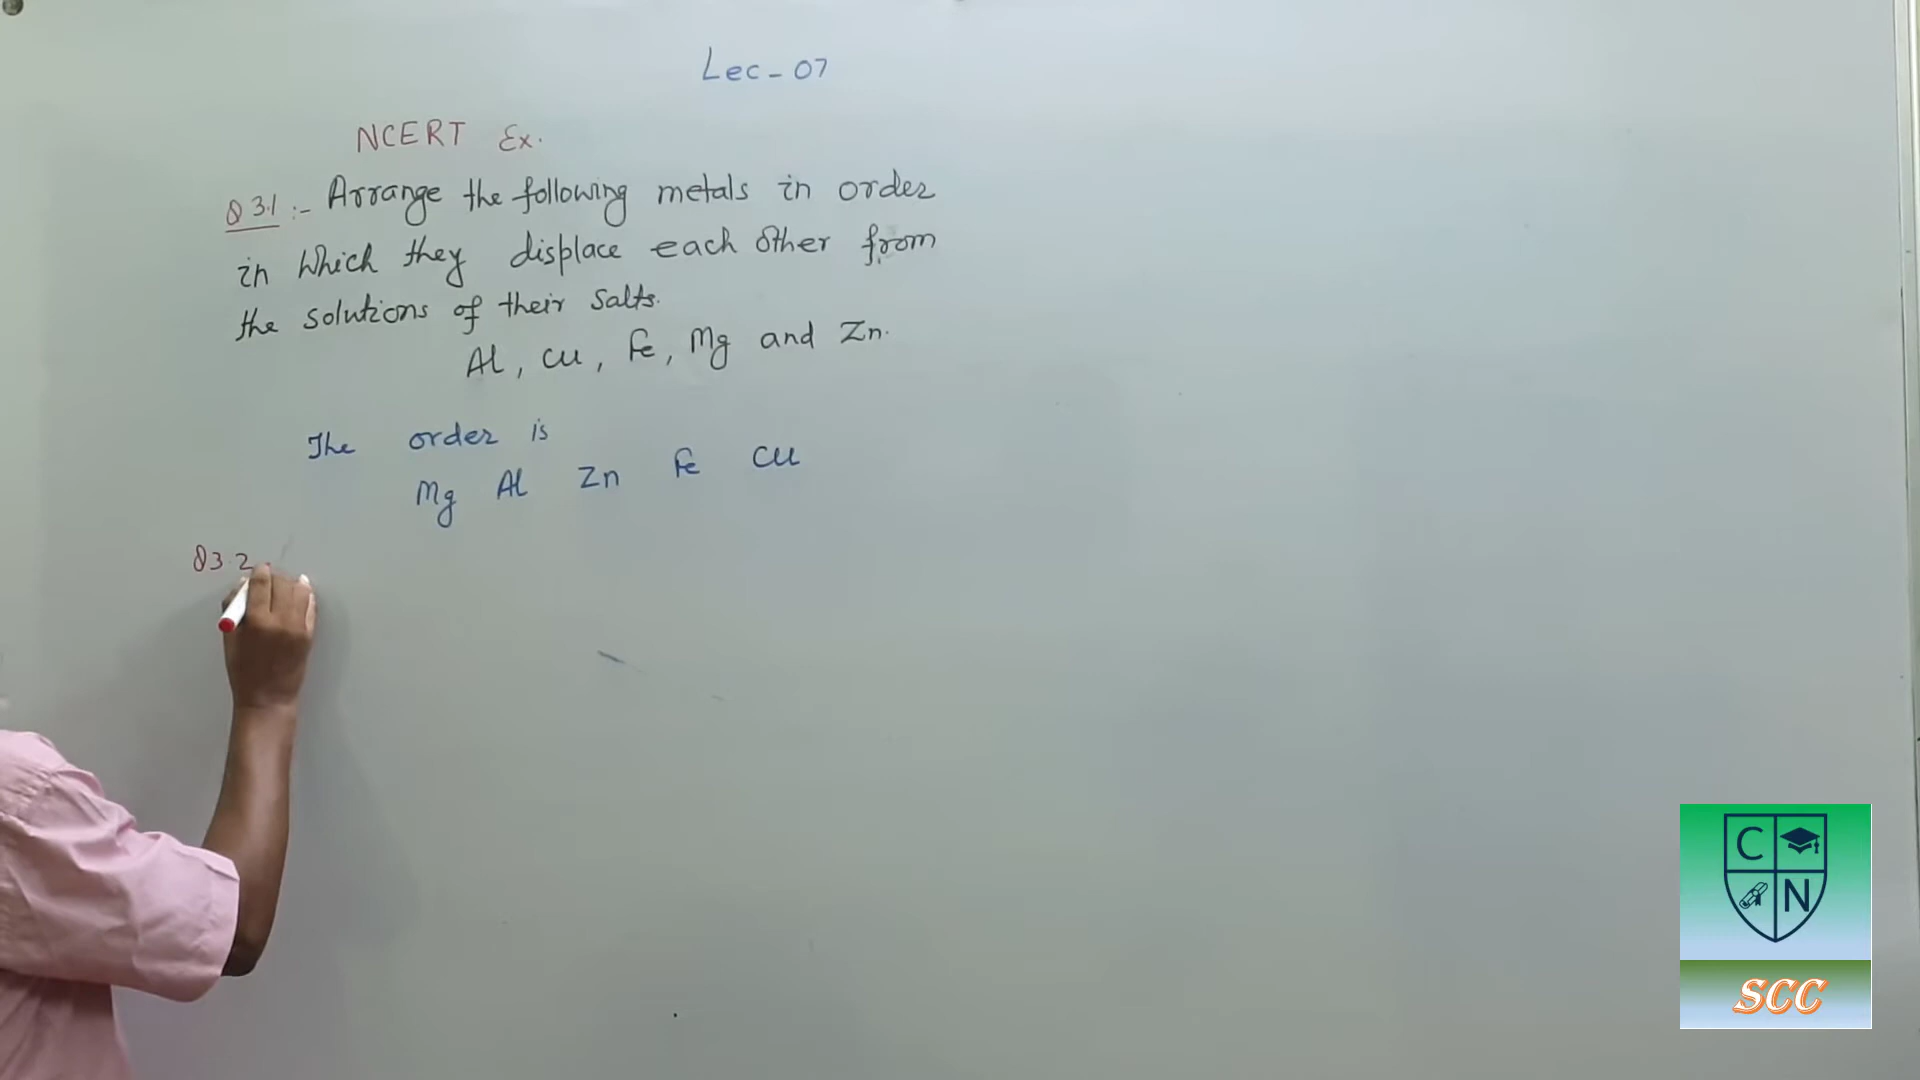 Lec - 07
NCERT Ex.
Q 3.1 :- Arrange the following metals in order
in which they displace each other from
the solutions of their salts.
Al, Cu, Fe, Mg and Zn.
The order is
Mg Al Zn Fe Cu
Q3.2
C
N
SCC